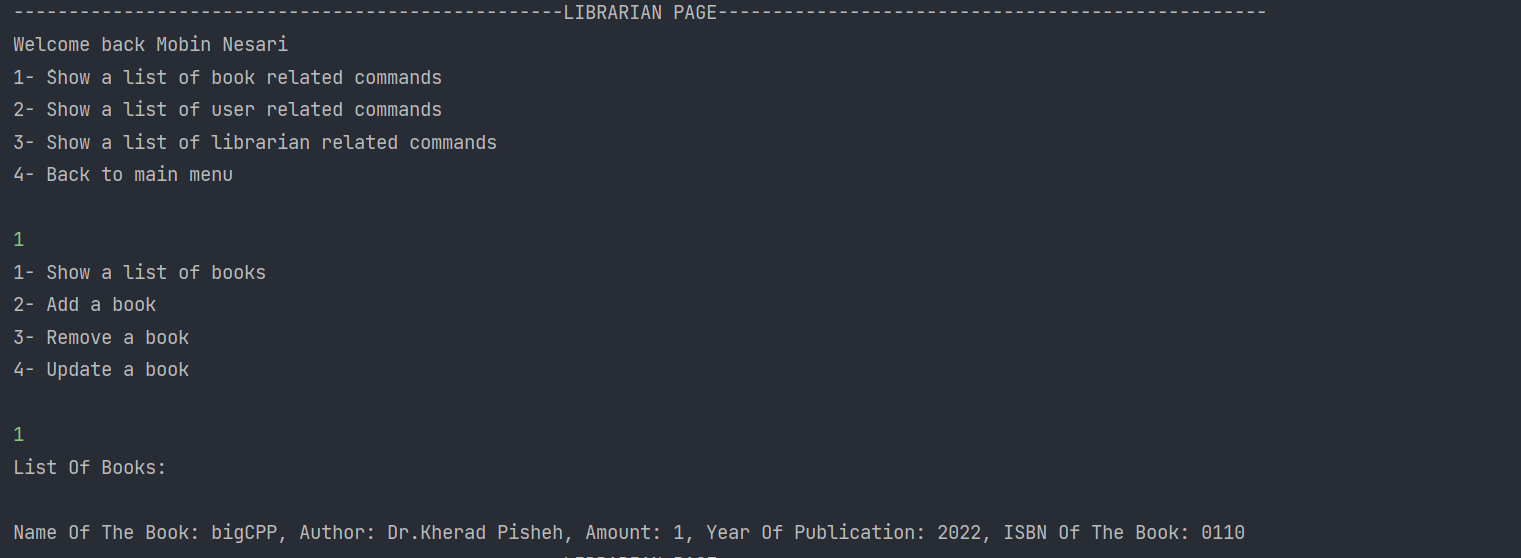 --------------------------------------------------LIBRARIAN PAGE--------------------------------------------------
Welcome back Mobin Nesari
1- Show a list of book related commands
2- Show a list of user related commands
3- Show a list of librarian related commands
4- Back to main menu
1
1- Show a list of books
2- Add a book
3- Remove a book
4- Update a book
1
List Of Books:
Name Of The Book: bigCPP, Author: Dr.Kherad Pisheh, Amount: 1, Year Of Publication: 2022, ISBN Of The Book: 0110